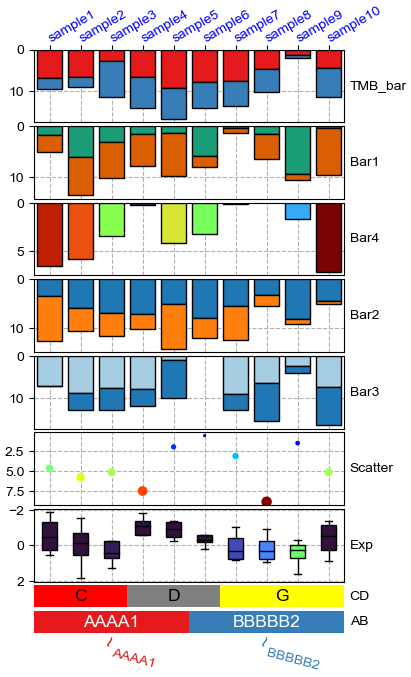 sample1 sample2 sample3 sample4 sample5 sample6 sample7 sample8 sample9 sample10
0
10
TMB_bar
0
10
Bar1
0
5
Bar4
0
10
Bar2
0
10
Bar3
2.5
5.0
7.5
Scatter
−2
0
2
Exp
C D G CD
AAAA1 BBBBB2 AB
AAAA1 BBBBB2